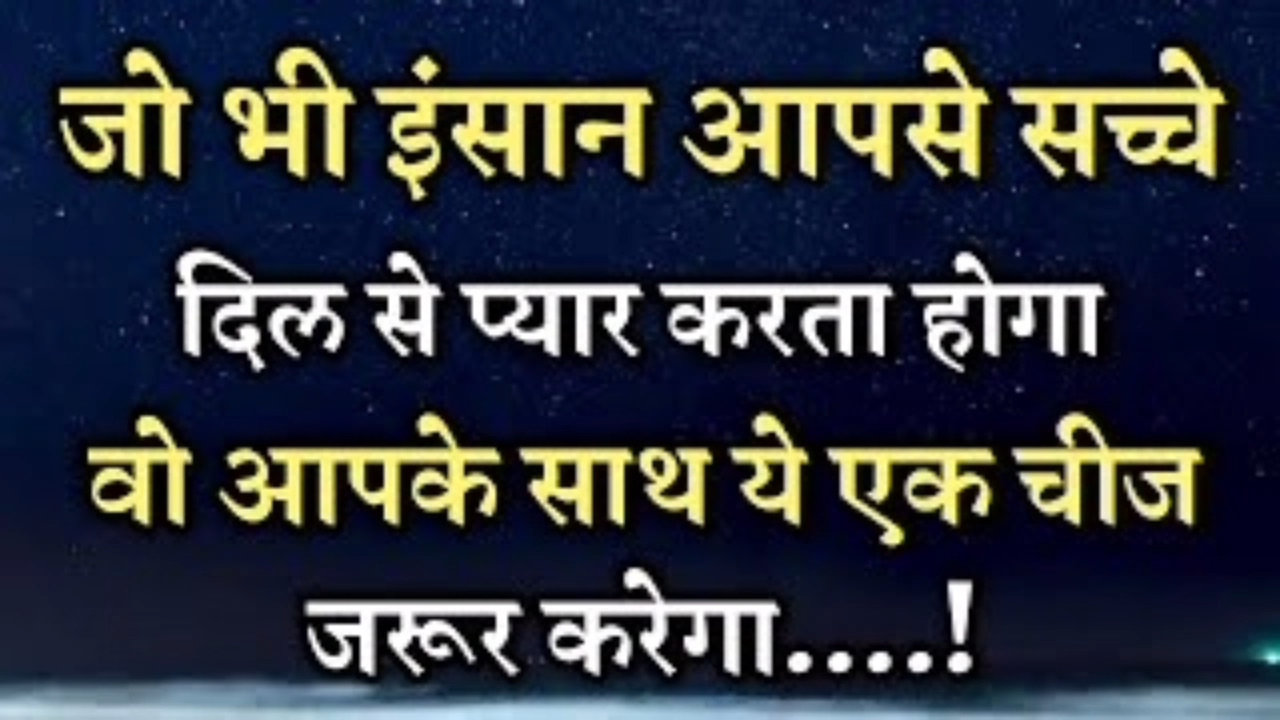 जो भी इंसान आपसे सच्चे
दिल से प्यार करता होगा
वो आपके साथ ये एक चीज
जरूर करेगा....!